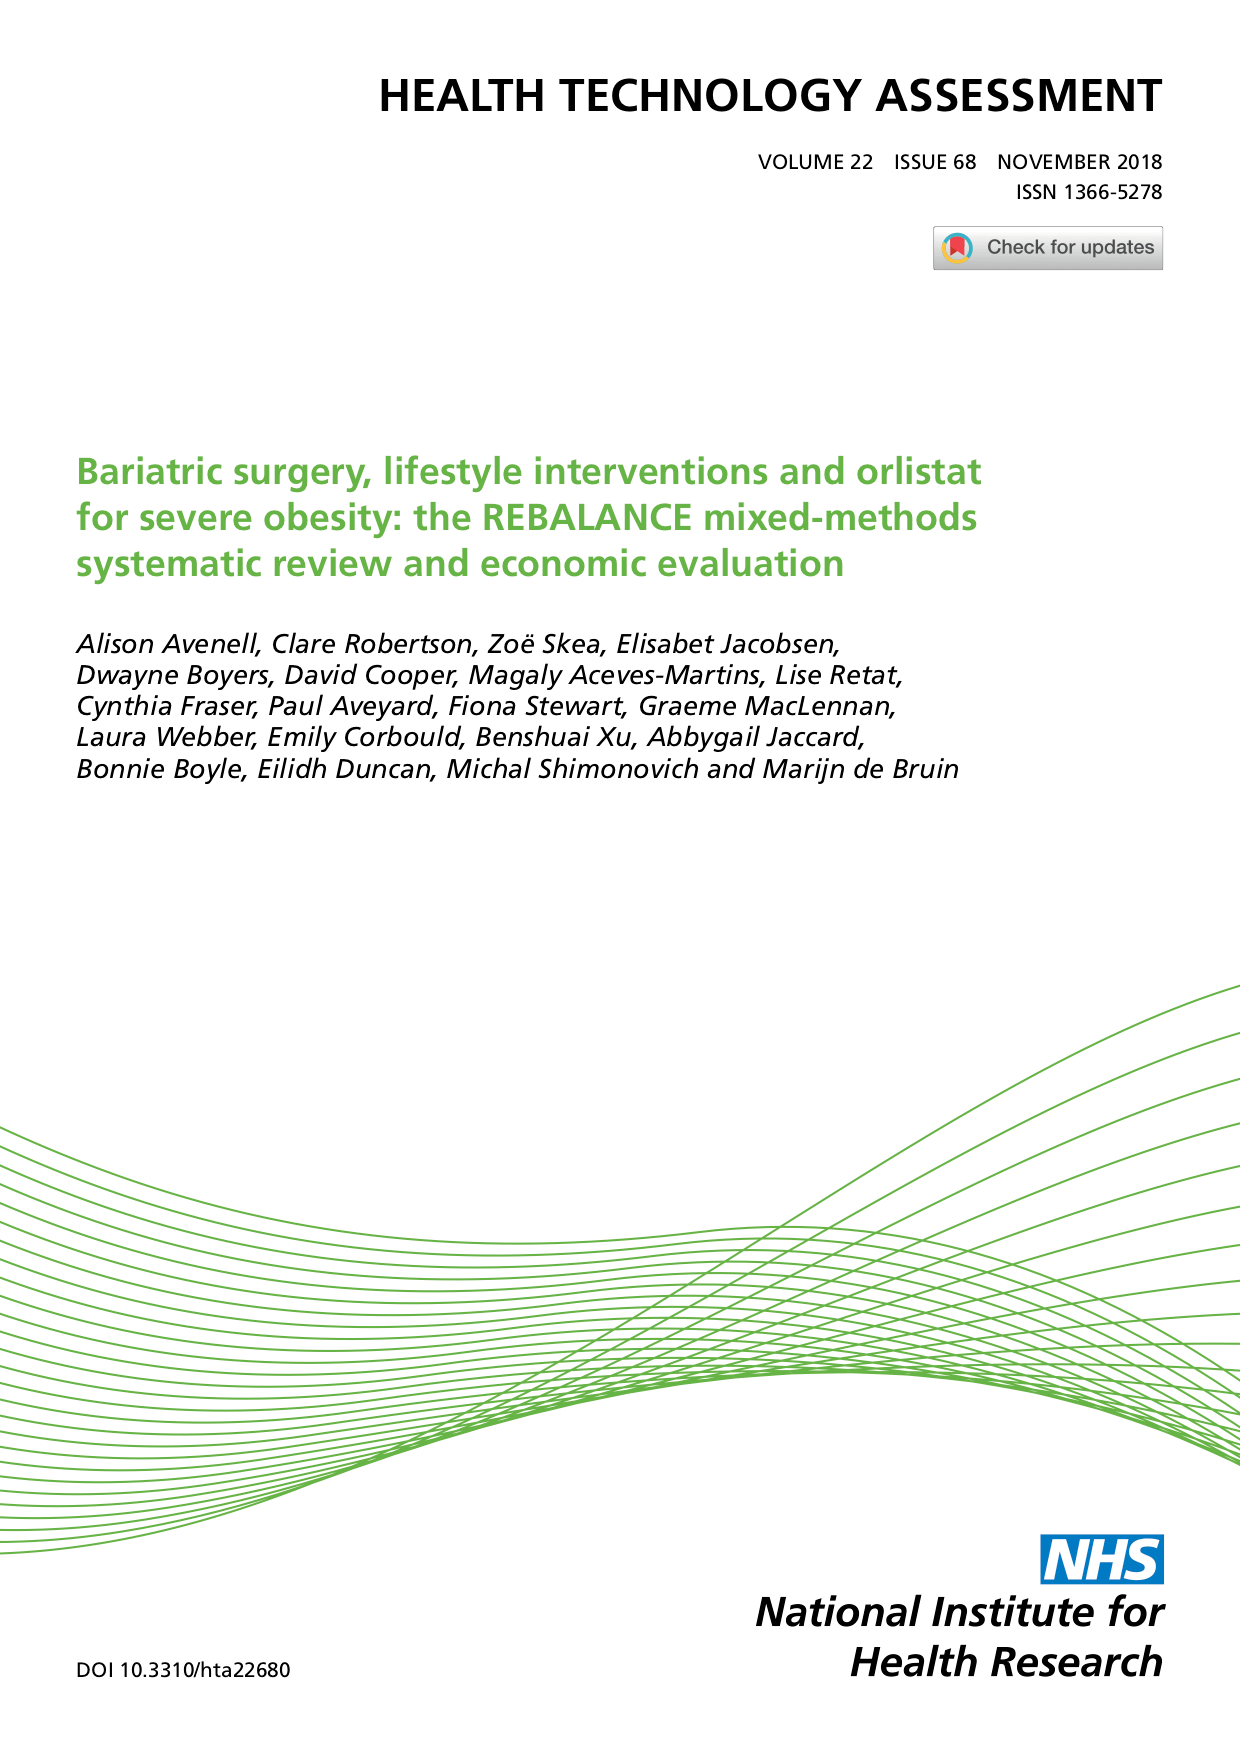 HEALTH TECHNOLOGY ASSESSMENT
VOLUME 22 ISSUE 68 NOVEMBER 2018
ISSN 1366-5278
Check for updates
Bariatric surgery, lifestyle interventions and orlistat
for severe obesity: the REBALANCE mixed-methods
systematic review and economic evaluation
Alison Avenell, Clare Robertson, Zoë Skea, Elisabet Jacobsen,
Dwayne Boyers, David Cooper, Magaly Aceves-Martins, Lise Retat,
Cynthia Fraser, Paul Aveyard, Fiona Stewart, Graeme MacLennan,
Laura Webber, Emily Corbould, Benshuai Xu, Abbygail Jaccard,
Bonnie Boyle, Eilidh Duncan, Michal Shimonovich and Marijn de Bruin
NHS
National Institute for
Health Research
DOI 10.3310/hta22680